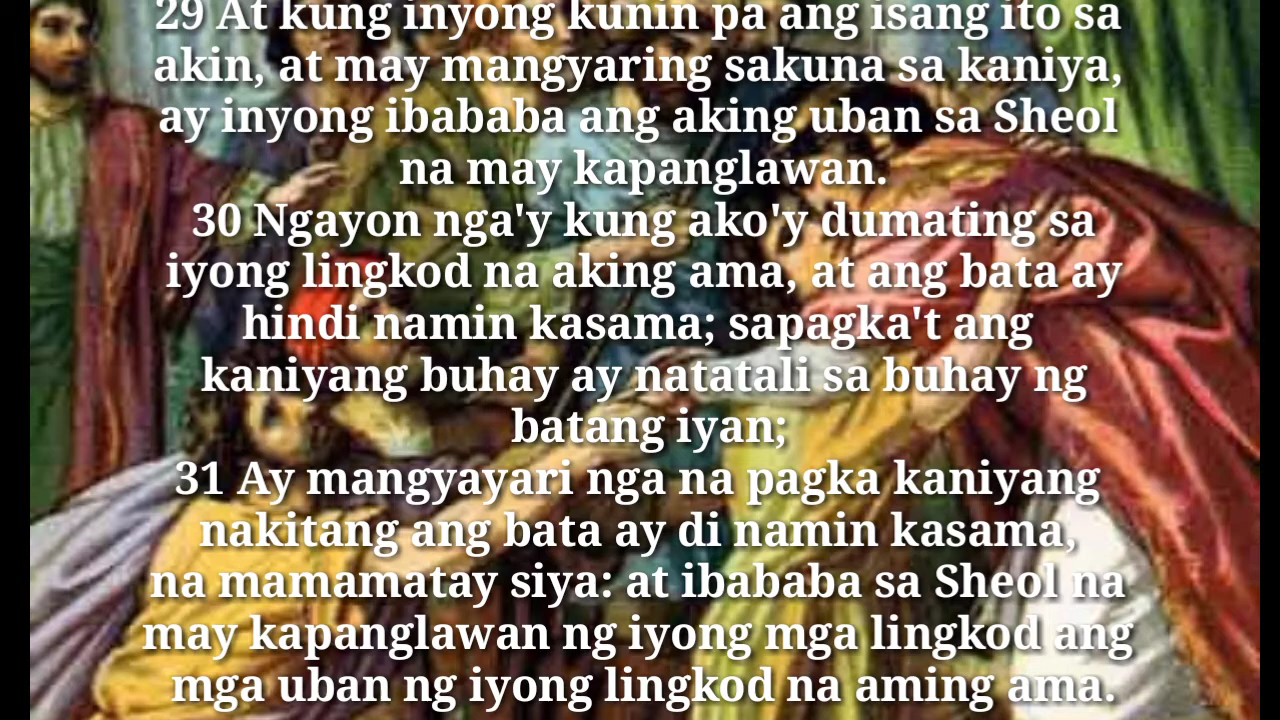 29 At kung inyong kunin pa ang isang ito sa
akin, at may mangyaring sakuna sa kaniya,
ay inyong ibababa ang aking uban sa Sheol
na may kapanglawan.
30 Ngayon nga'y kung ako'y dumating sa
iyong lingkod na aking ama, at ang bata ay
hindi namin kasama; sapagka't ang
kaniyang buhay ay natatali sa buhay ng
batang iyan;
31 Ay mangyayari nga na pagka kaniyang
nakitang ang bata ay di namin kasama,
na mamamatay siya: at ibababa sa Sheol na
may kapanglawan ng iyong mga lingkod ang
mga uban ng iyong lingkod na aming ama.